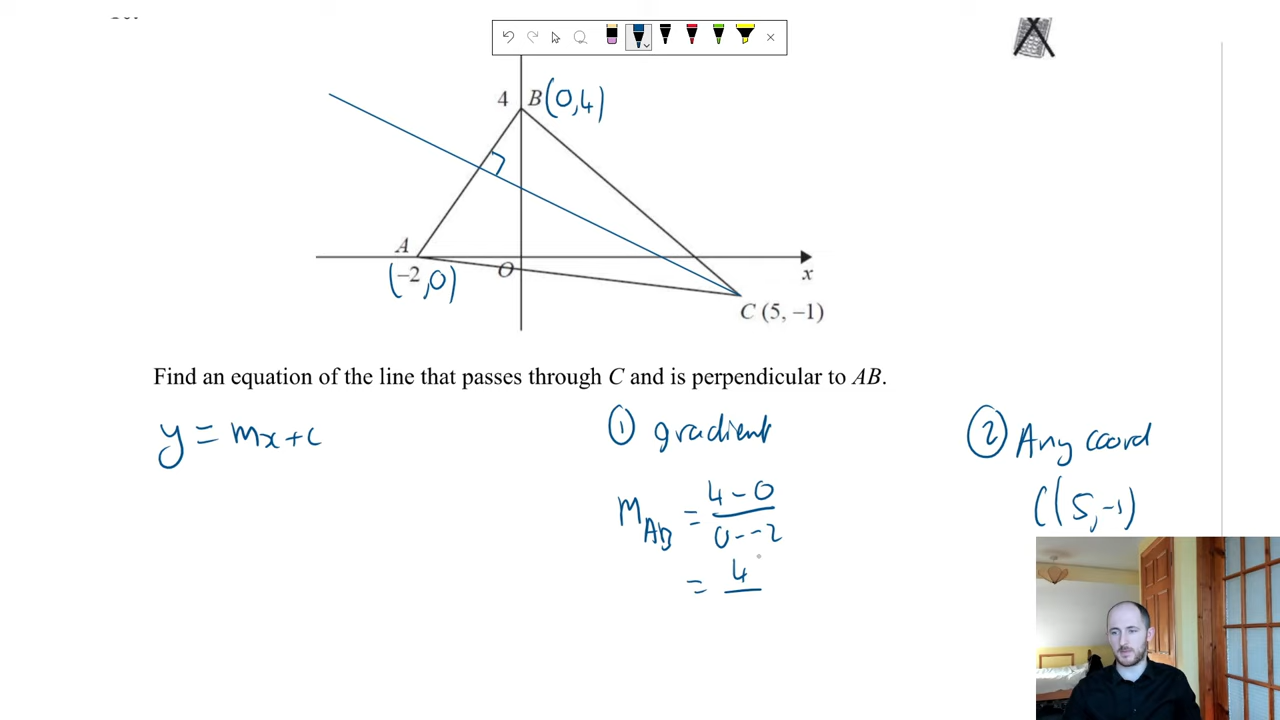 4 B(0,4)
A
(-2,0)
O
x
C (5, –1)
Find an equation of the line that passes through C and is perpendicular to AB.
y = mx+c
① gradient
M_AB = 4-0 / 0--2
= 4
② Any coord
C(5,-1)